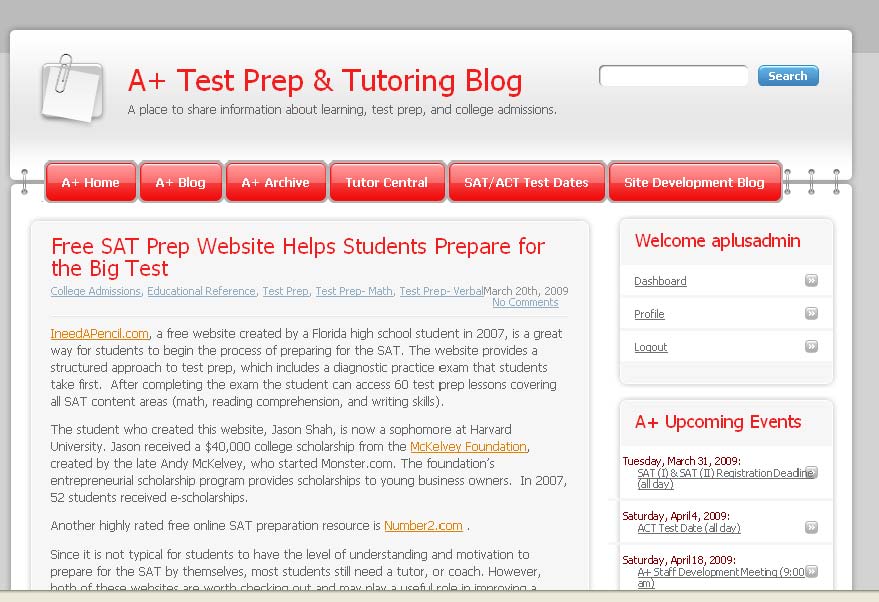 A+ Test Prep & Tutoring Blog
A place to share information about learning, test prep, and college admissions.
Search
A+ Home
A+ Blog
A+ Archive
Tutor Central
SAT/ACT Test Dates
Site Development Blog
Free SAT Prep Website Helps Students Prepare for
the Big Test
College Admissions, Educational Reference, Test Prep, Test Prep- Math, Test Prep- Verbal March 20th, 2009
No Comments
IneedAPencil.com, a free website created by a Florida high school student in 2007, is a great
way for students to begin the process of preparing for the SAT. The website provides a
structured approach to test prep, which includes a diagnostic practice exam that students
take first. After completing the exam the student can access 60 test prep lessons covering
all SAT content areas (math, reading comprehension, and writing skills).
The student who created this website, Jason Shah, is now a sophomore at Harvard
University. Jason received a $40,000 college scholarship from the McKelvey Foundation,
created by the late Andy McKelvey, who started Monster.com. The foundation's
entrepreneurial scholarship program provides scholarships to young business owners. In 2007,
52 students received e-scholarships.
Another highly rated free online SAT preparation resource is Number2.com .
Since it is not typical for students to have the level of understanding and motivation to
prepare for the SAT by themselves, most students still need a tutor, or coach. However,
both of these websites are worth checking out and may play a useful role in improving a
Welcome aplusadmin
Dashboard
Profile
Logout
A+ Upcoming Events
Tuesday, March 31, 2009:
SAT (I) & SAT (II) Registration Deadline
(all day)
Saturday, April 4, 2009:
ACT Test Date (all day)
Saturday, April 18, 2009:
A+ Staff Development Meeting (9:00
am)